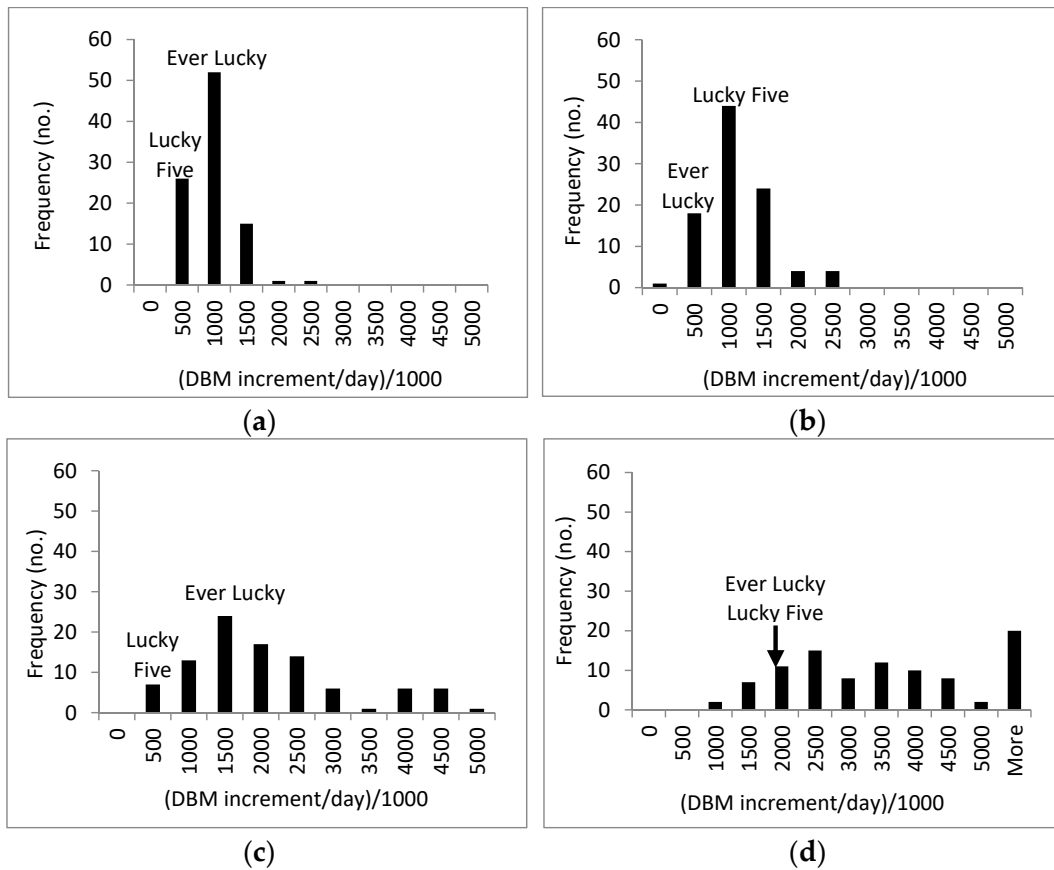 60
50
40
30
20
10
0
Frequency (no.)
Ever Lucky
Lucky
Five
0 500 1000 1500 2000 2500 3000 3500 4000 4500 5000
(DBM increment/day)/1000
(a)
60
50
40
30
20
10
0
Frequency (no.)
Lucky Five
Ever
Lucky
0 500 1000 1500 2000 2500 3000 3500 4000 4500 5000
(DBM increment/day)/1000
(b)
60
50
40
30
20
10
0
Frequency (no.)
Ever Lucky
Lucky
Five
0 500 1000 1500 2000 2500 3000 3500 4000 4500 5000
(DBM increment/day)/1000
(c)
60
50
40
30
20
10
0
Frequency (no.)
Ever Lucky
Lucky Five
0 500 1000 1500 2000 2500 3000 3500 4000 4500 5000 More
(DBM increment/day)/1000
(d)